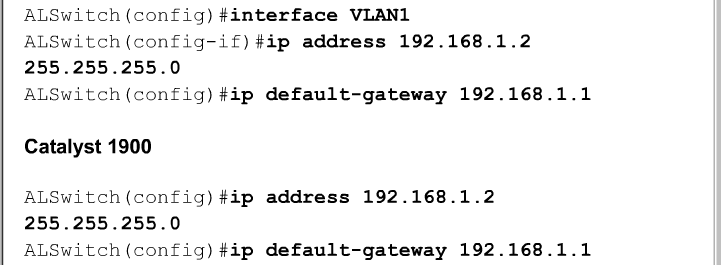 ALSwitch(config)#interface VLAN1
ALSwitch(config-if)#ip address 192.168.1.2
255.255.255.0
ALSwitch(config)#ip default-gateway 192.168.1.1
Catalyst 1900
ALSwitch(config)#ip address 192.168.1.2
255.255.255.0
ALSwitch(config)#ip default-gateway 192.168.1.1